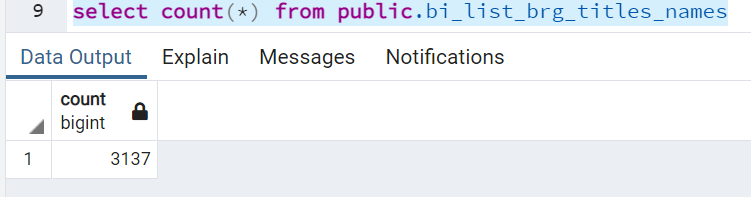 9 select count(*) from public.bi_list_brg_titles_names
Data Output Explain Messages Notifications
count
bigint
1 3137